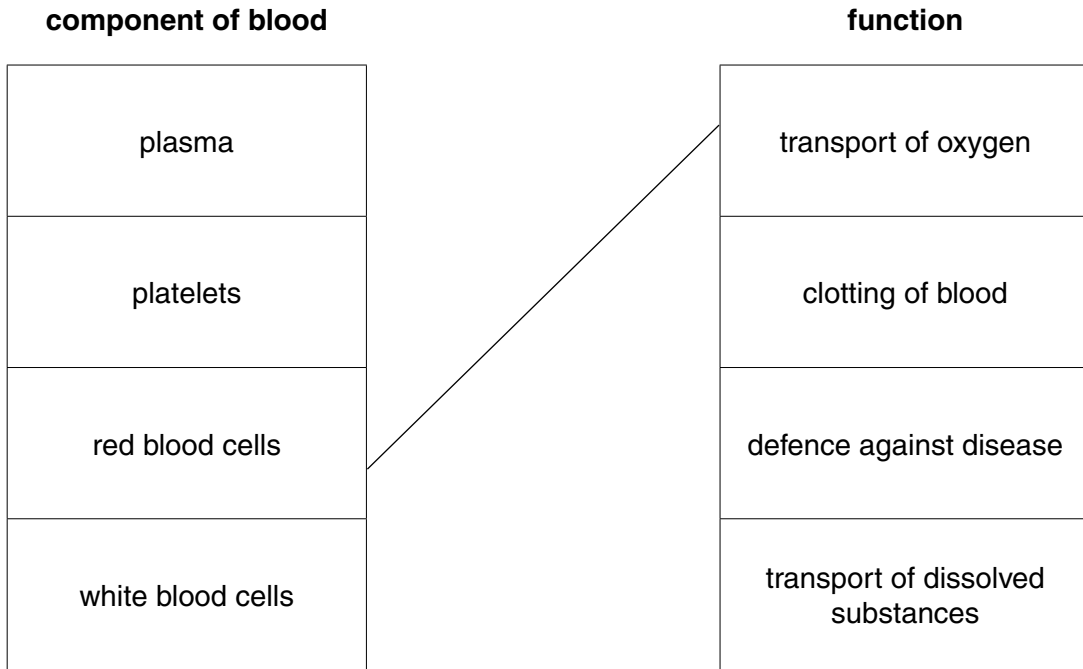 component of blood
function
plasma
transport of oxygen
platelets
clotting of blood
red blood cells
defence against disease
white blood cells
transport of dissolved
substances